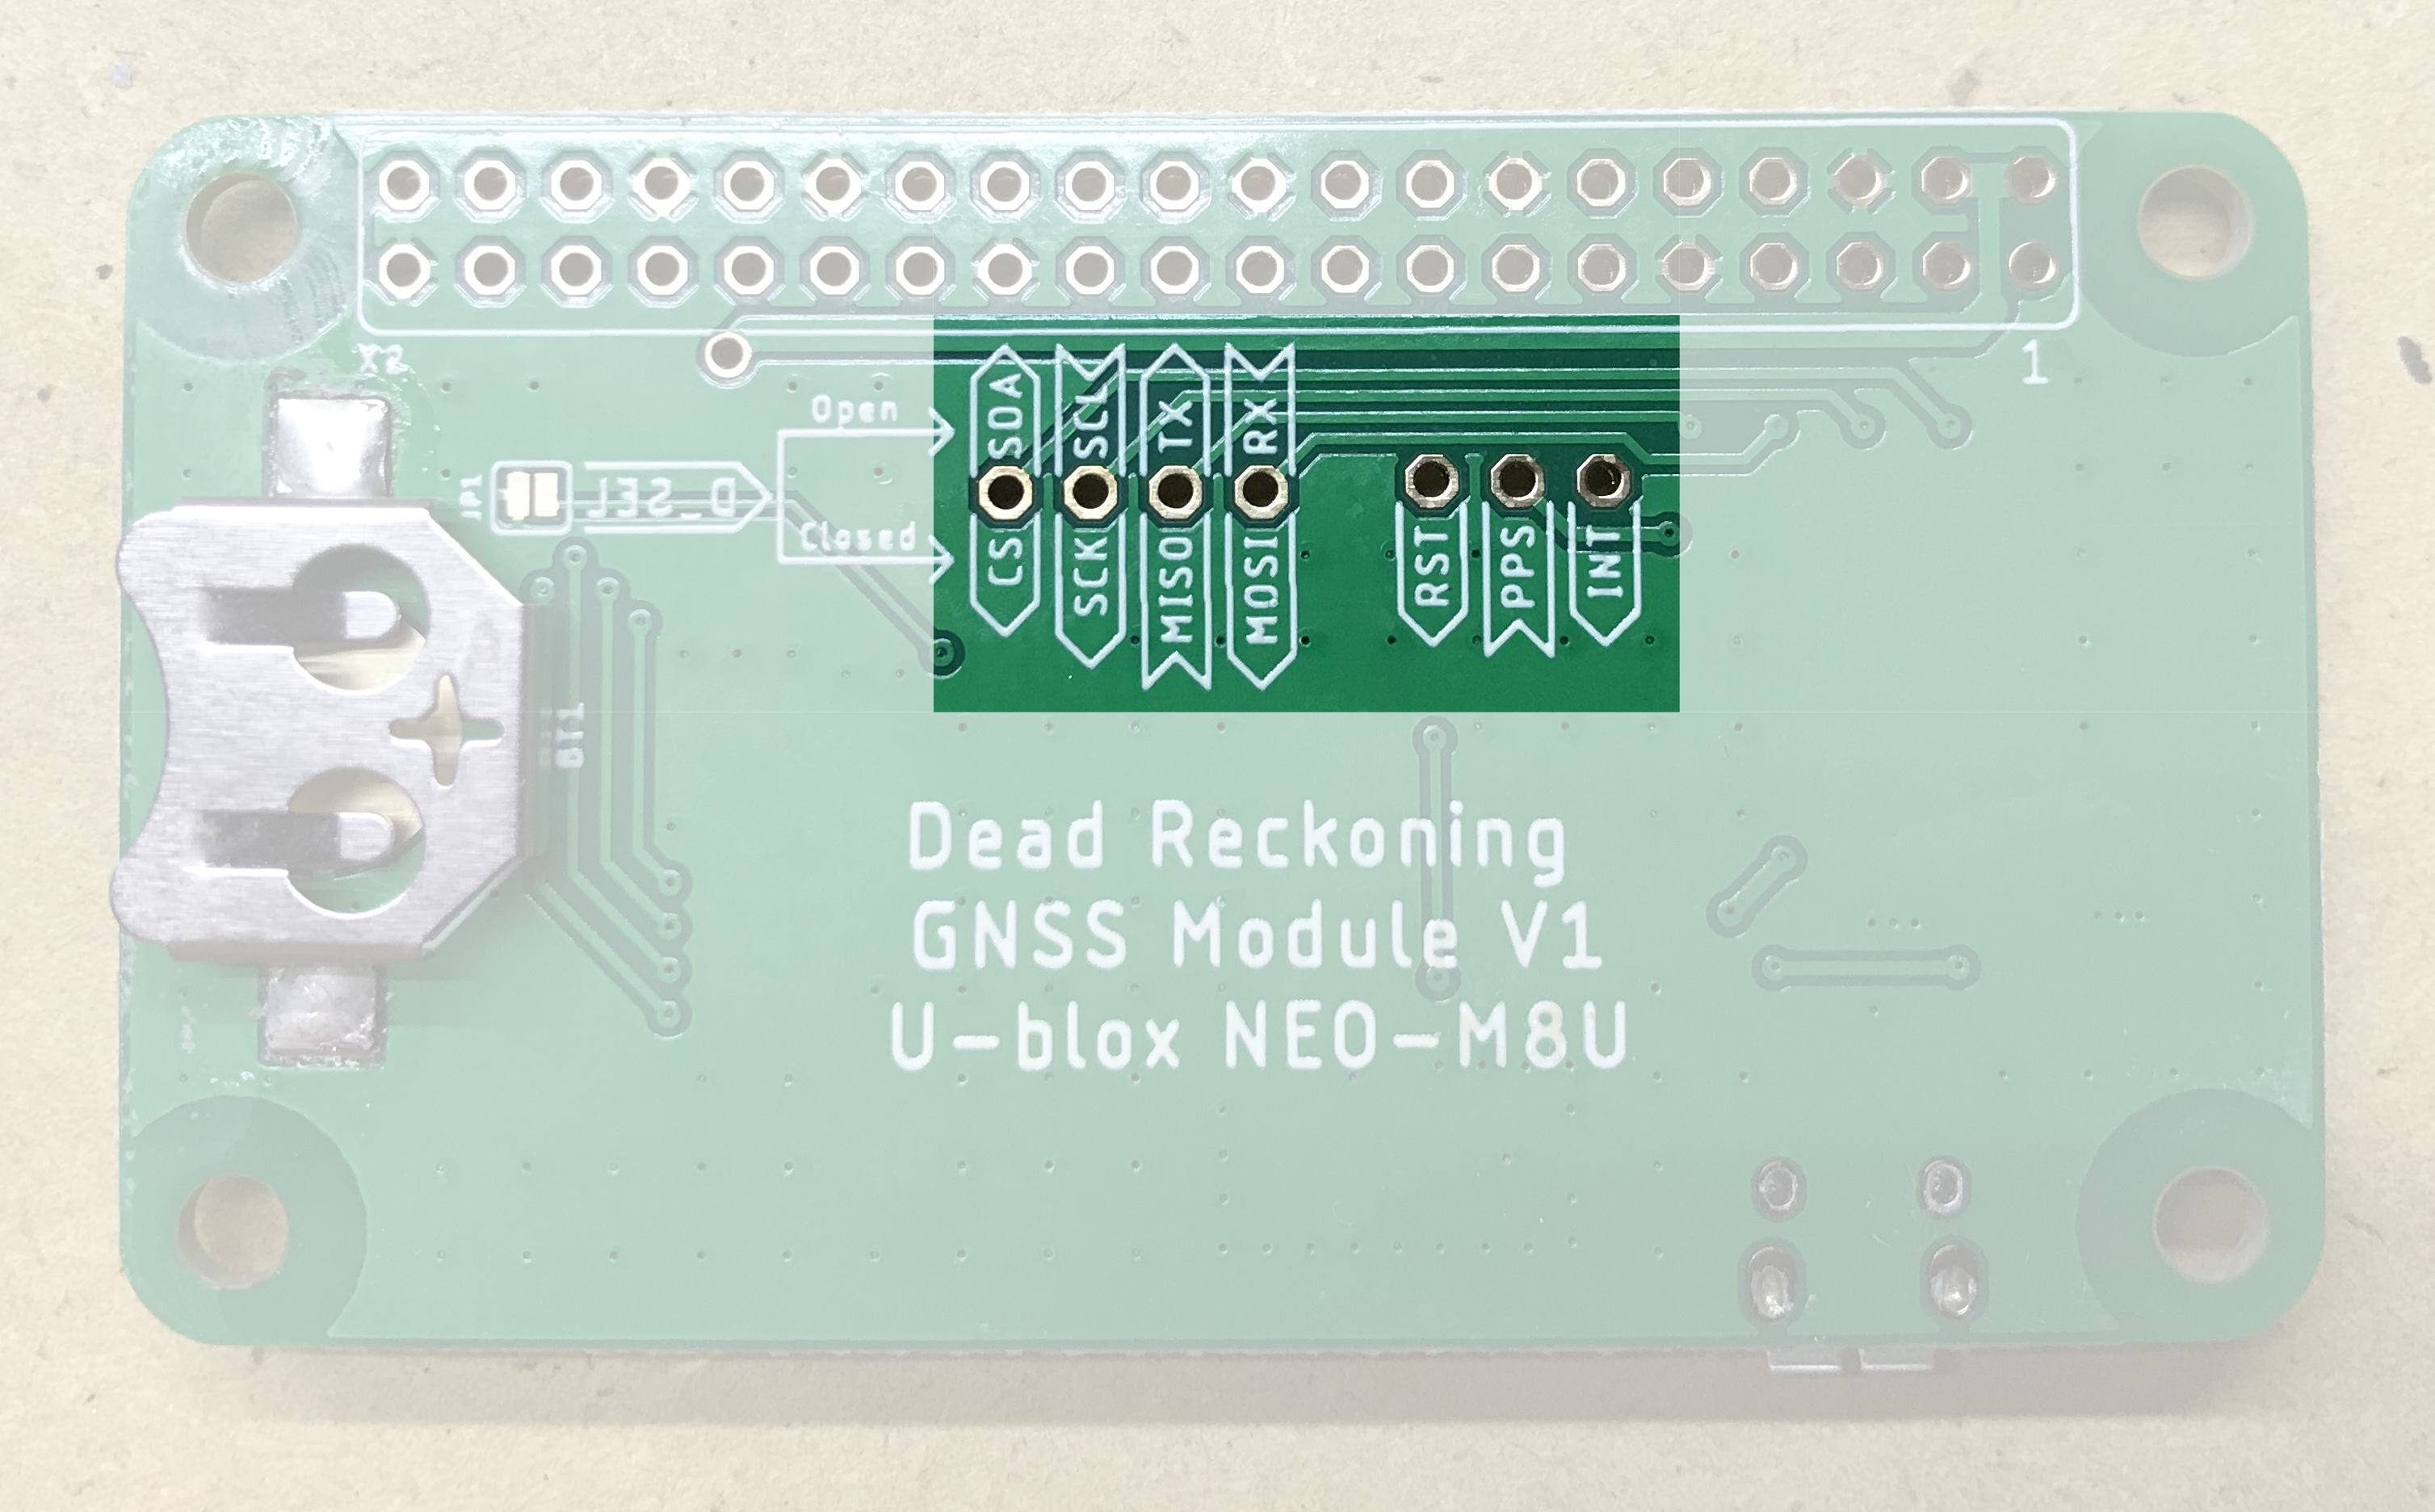 X2
1
Open
SDA SCL TX RX
JP1
D_SEL
Closed
CS SCK MISO MOSI
RST PPS INT
BT1
Dead Reckoning
GNSS Module V1
U-blox NEO-M8U